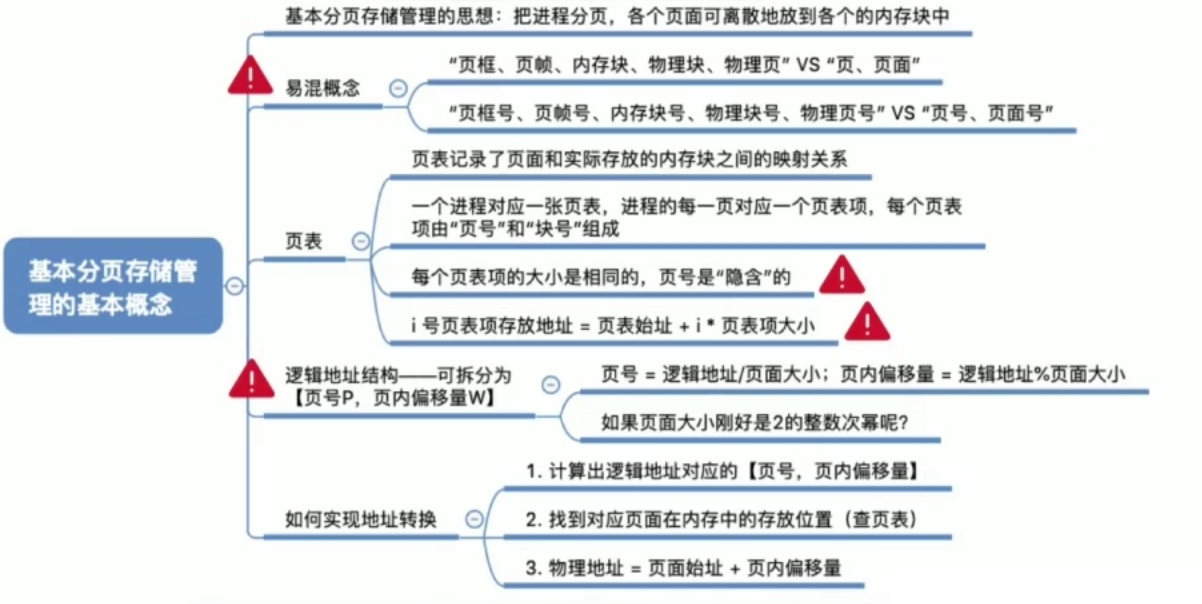 基本分页存储管理的思想：把进程分页，各个页面可离散地放到各个的内存块中
易混概念
“页框、页帧、内存块、物理块、物理页” VS “页、页面”
“页框号、页帧号、内存块号、物理块号、物理页号” VS “页号、页面号”
基本分页存储管
理的基本概念
页表
页表记录了页面和实际存放的内存块之间的映射关系
一个进程对应一张页表，进程的每一页对应一个页表项，每个页表
项由“页号”和“块号”组成
每个页表项的大小是相同的，页号是“隐含”的
i 号页表项存放地址 = 页表始址 + i * 页表项大小
逻辑地址结构——可拆分为
【页号P，页内偏移量W】
页号 = 逻辑地址/页面大小；页内偏移量 = 逻辑地址%页面大小
如果页面大小刚好是2的整数次幂呢?
如何实现地址转换
1. 计算出逻辑地址对应的【页号，页内偏移量】
2. 找到对应页面在内存中的存放位置（查页表）
3. 物理地址 = 页面始址 + 页内偏移量